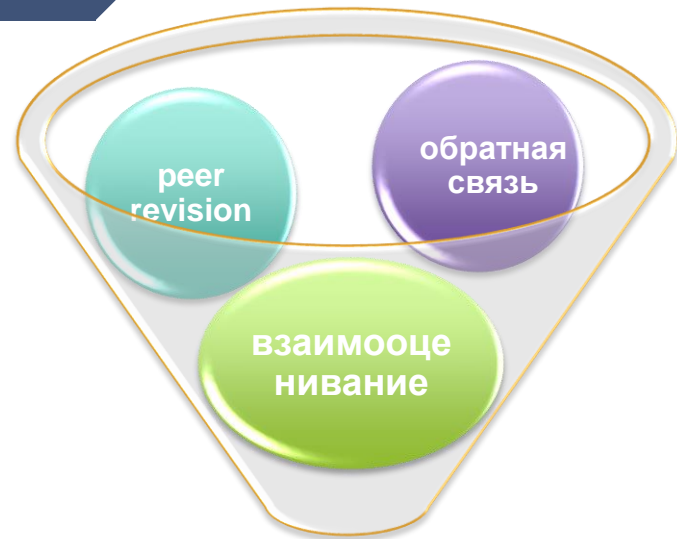 peer
revision
обратная
связь
взаимооце
нивание